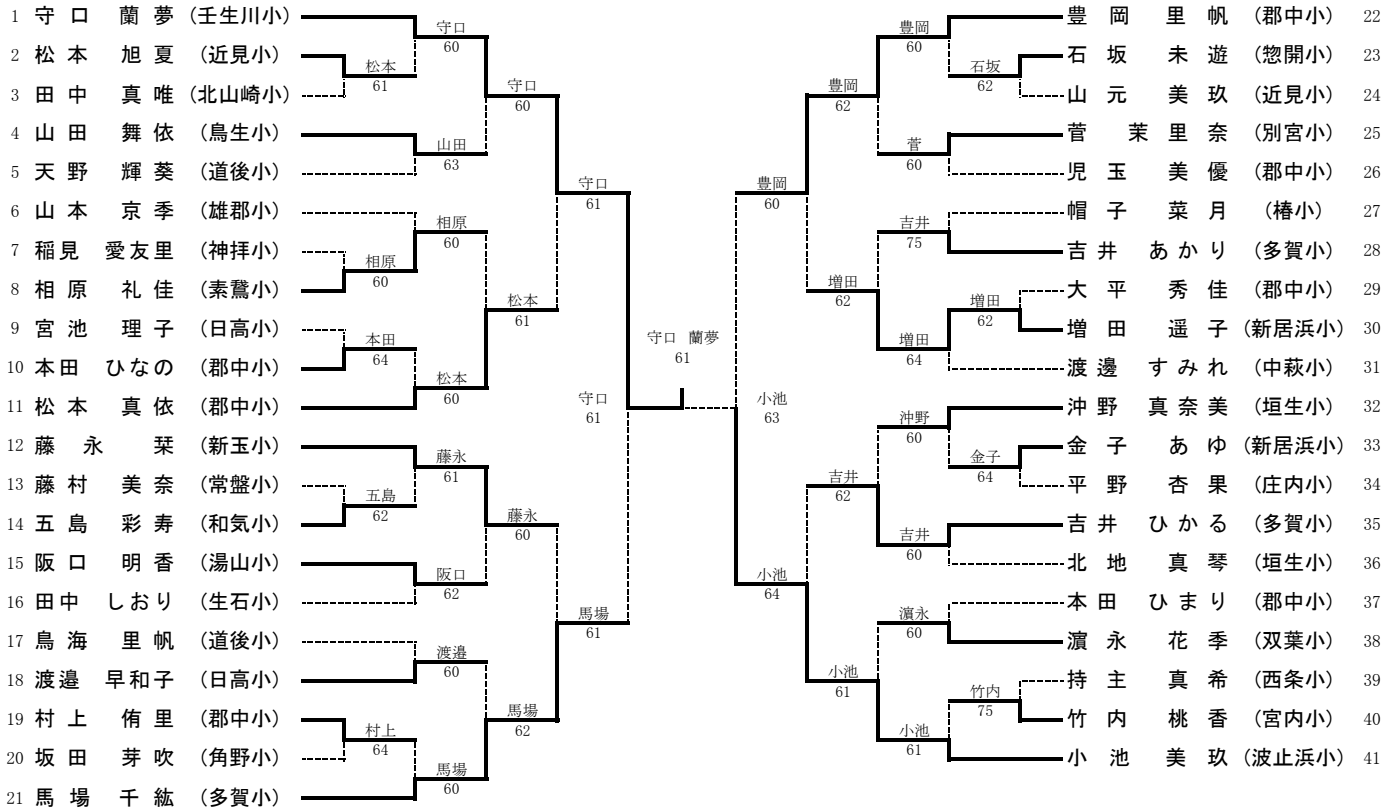 1 守口 蘭夢 (壬生川小)
2 松本 旭夏 (近見小)
3 田中 真唯 (北山崎小)
4 山田 舞依 (鳥生小)
5 天野 輝葵 (道後小)
6 山本 京季 (雄郡小)
7 稲見 愛友里 (神拝小)
8 相原 礼佳 (素鵞小)
9 宮池 理子 (日高小)
10 本田 ひなの (郡中小)
11 松本 真依 (郡中小)
12 藤永 栞 (新玉小)
13 藤村 美奈 (常盤小)
14 五島 彩寿 (和気小)
15 阪口 明香 (湯山小)
16 田中 しおり (生石小)
17 鳥海 里帆 (道後小)
18 渡邉 早和子 (日高小)
19 村上 侑里 (郡中小)
20 坂田 芽吹 (角野小)
21 馬場 千紘 (多賀小)
松本
61
相原
60
本田
64
五島
62
村上
64
守口
60
山田
63
相原
60
松本
60
藤永
61
阪口
62
渡邉
60
馬場
60
守口
60
松本
61
藤永
60
馬場
62
守口
61
馬場
61
守口
61
守口 蘭夢
61
小池
63
豊岡
60
小池
64
豊岡
62
増田
62
吉井
62
小池
61
豊岡
60
菅
60
吉井
75
増田
64
沖野
60
吉井
60
濵永
60
小池
61
石坂
62
増田
62
金子
64
竹内
75
豊岡 里帆 (郡中小) 22
石坂 未遊 (惣開小) 23
山元 美玖 (近見小) 24
菅 茉里奈 (別宮小) 25
児玉 美優 (郡中小) 26
帽子 菜月 (椿小) 27
吉井 あかり (多賀小) 28
大平 秀佳 (郡中小) 29
増田 遥子 (新居浜小) 30
渡邊 すみれ (中萩小) 31
沖野 真奈美 (垣生小) 32
金子 あゆ (新居浜小) 33
平野 杏果 (庄内小) 34
吉井 ひかる (多賀小) 35
北地 真琴 (垣生小) 36
本田 ひまり (郡中小) 37
濵永 花季 (双葉小) 38
持主 真希 (西条小) 39
竹内 桃香 (宮内小) 40
小池 美玖 (波止浜小) 41